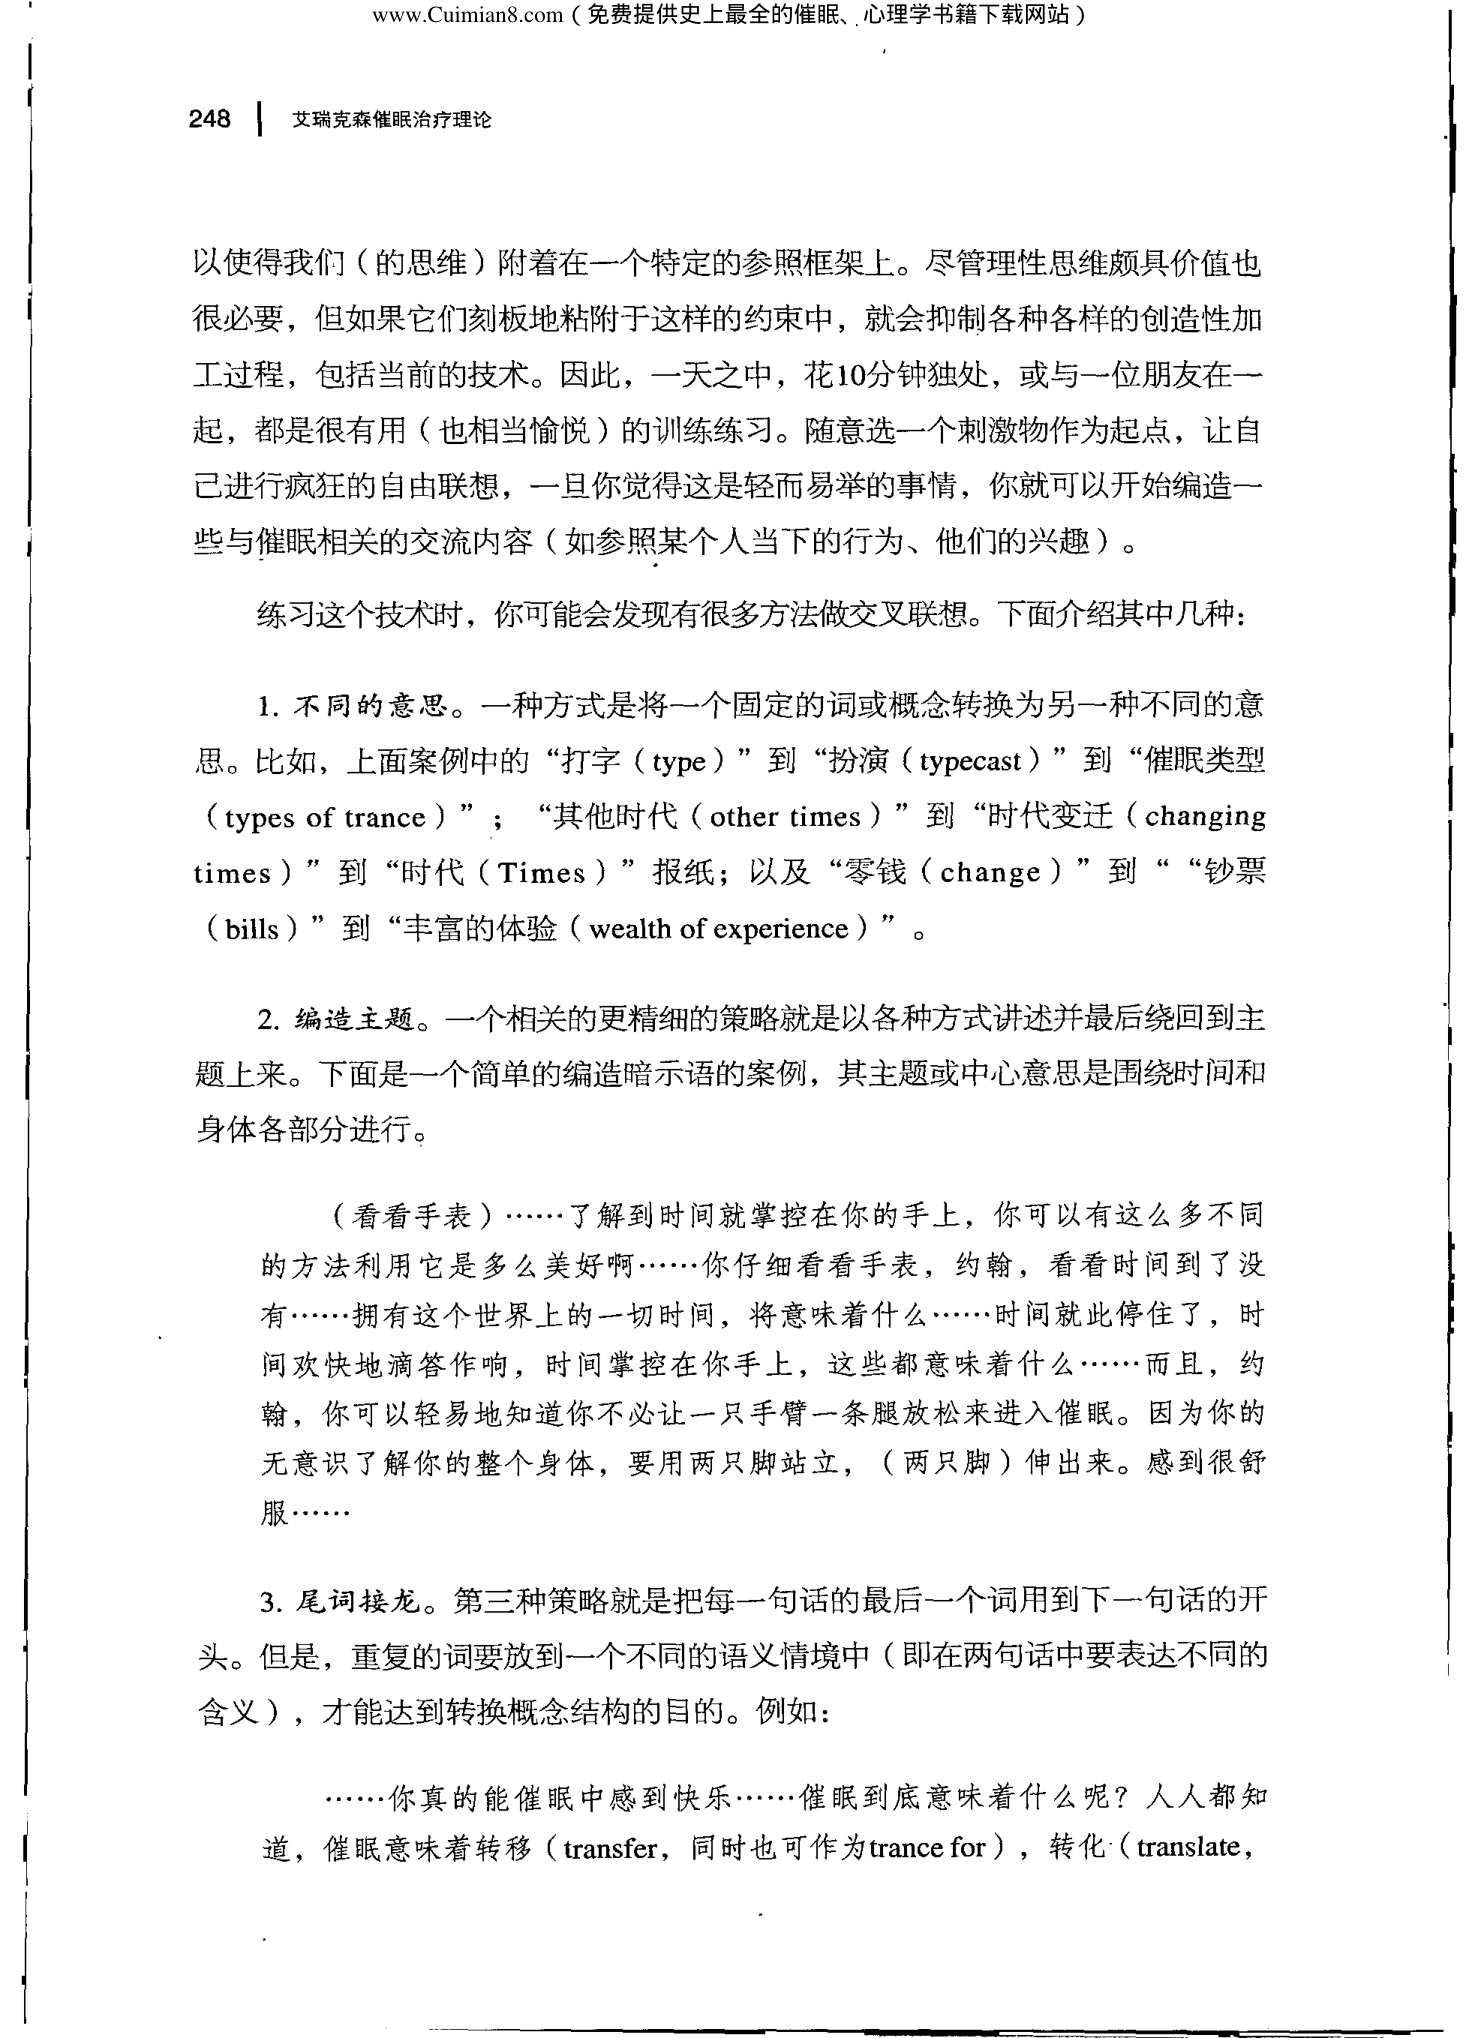 www.Cuimian8.com（免费提供史上最全的催眠、心理学书籍下载网站）
248 | 艾瑞克森催眠治疗理论
以使得我们（的思维）附着在一个特定的参照框架上。尽管理性思维颇具价值也
很必要，但如果它们刻板地粘附于这样的约束中，就会抑制各种各样的创造性加
工过程，包括当前的技术。因此，一天之中，花10分钟独处，或与一位朋友在一
起，都是很有用（也相当愉悦）的训练练习。随意选一个刺激物作为起点，让自
己进行疯狂的自由联想，一旦你觉得这是轻而易举的事情，你就可以开始编造一
些与催眠相关的交流内容（如参照某个人当下的行为、他们的兴趣）。
练习这个技术时，你可能会发现有很多方法做交叉联想。下面介绍其中几种：
1. 不同的意思。一种方式是将一个固定的词或概念转换为另一种不同的意
思。比如，上面案例中的“打字（type）”到“扮演（typecast）”到“催眠类型
（types of trance）”；“其他时代（other times）”到“时代变迁（changing
times）”到“时代（Times）”报纸；以及“零钱（change）”到““钞票
（bills）”到“丰富的体验（wealth of experience）”。
2. 编造主题。一个相关的更精细的策略就是以各种方式讲述并最后绕回到主
题上来。下面是一个简单的编造暗示语的案例，其主题或中心意思是围绕时间和
身体各部分进行。
（看看手表）……了解到时间就掌控在你的手上，你可以有这么多不同
的方法利用它是多么美好啊……你仔细看看手表，约翰，看看时间到了没
有……拥有这个世界上的一切时间，将意味着什么……时间就此停住了，时
间欢快地滴答作响，时间掌控在你手上，这些都意味着什么……而且，约
翰，你可以轻易地知道你不必让一只手臂一条腿放松来进入催眠。因为你的
无意识了解你的整个身体，要用两只脚站立，（两只脚）伸出来。感到很舒
服……
3. 尾词接龙。第三种策略就是把每一句话的最后一个词用到下一句话的开
头。但是，重复的词要放到一个不同的语义情境中（即在两句话中要表达不同的
含义），才能达到转换概念结构的目的。例如：
……你真的能催眠中感到快乐……催眠到底意味着什么呢？人人都知
道，催眠意味着转移（transfer，同时也可作为trance for），转化（translate，